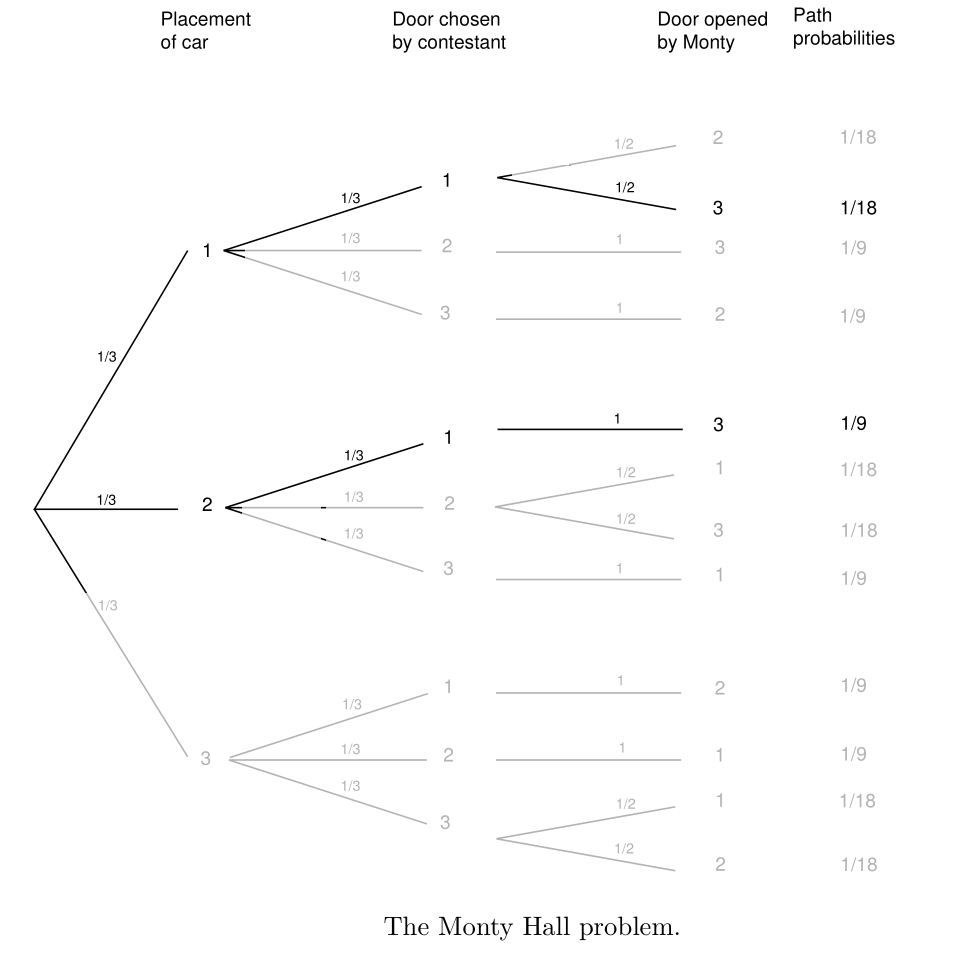 Placement of car
Door chosen by contestant
Door opened by Monty
Path probabilities
1/2 2 1/18
1/3 1 1/2 3 1/18
1 1/3 2 1 3 1/9
1/3 3 1 2 1/9
1/3
1/3 1 1 3 1/9
1/3 2 1/3 2 1/2 1 1/18
1/2 3 1/18
1/3 3 1 1 1/9
1/3
1/3 1 1 2 1/9
3 1/3 2 1 1 1/9
1/3 3 1/2 1 1/18
1/2 2 1/18
The Monty Hall problem.